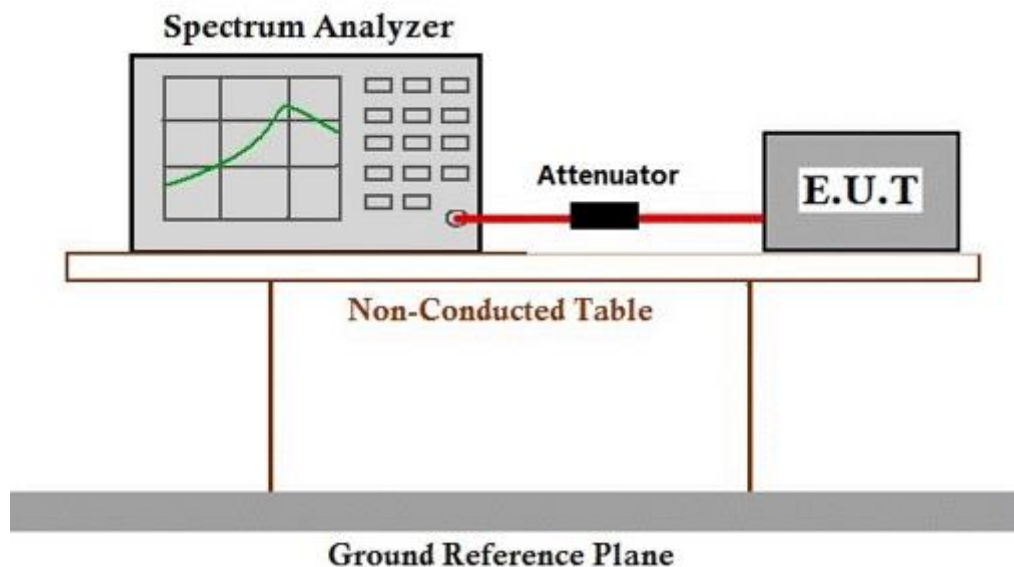 Spectrum Analyzer
Attenuator
E.U.T
Non-Conducted Table
Ground Reference Plane